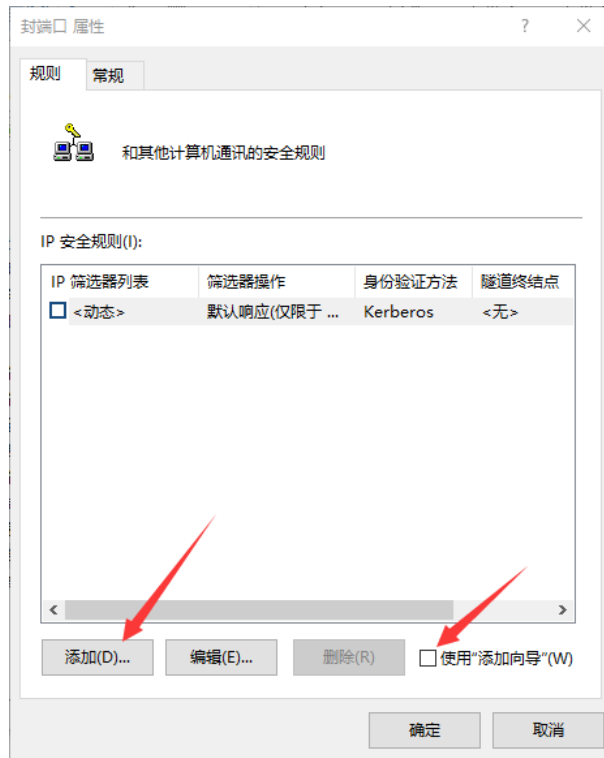 封端口 属性
规则 常规
和其他计算机通讯的安全规则
IP 安全规则(I):
IP 筛选器列表 筛选器操作 身份验证方法 隧道终结点
<动态> 默认响应(仅限于 ... Kerberos <无>
添加(D)... 编辑(E)... 删除(R) 使用"添加向导"(W)
确定 取消